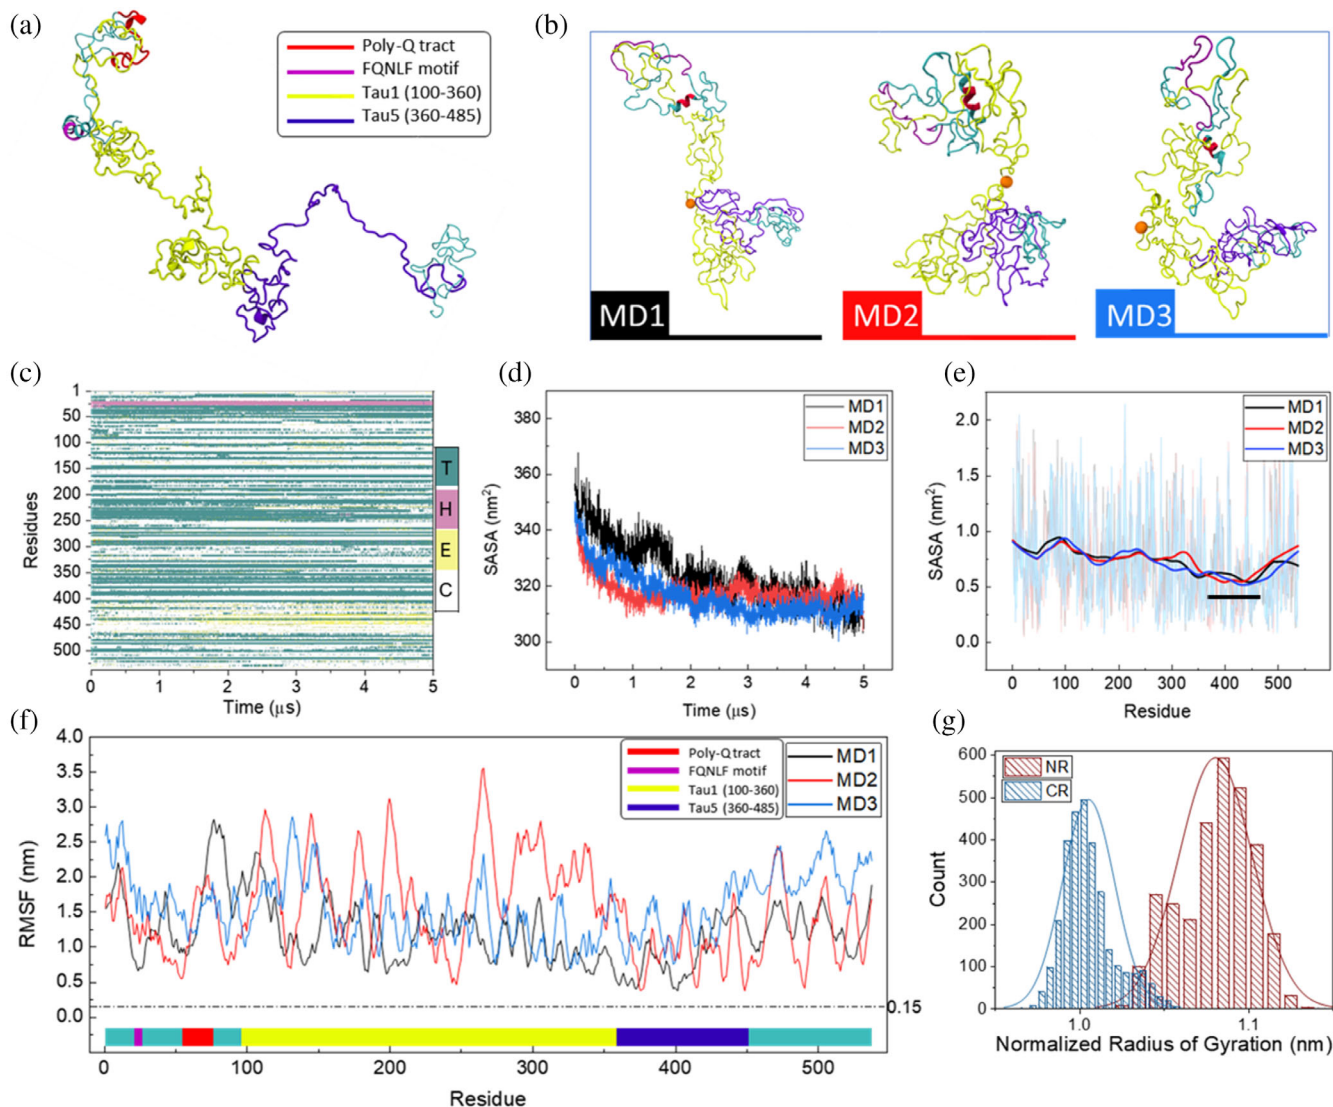 (a)
Poly-Q tract
FQNLF motif
Tau1 (100-360)
Tau5 (360-485)
(b)
MD1
MD2
MD3
(c)
1
50
100
150
200
250
300
350
400
450
500
Residues
0
1
2
3
4
5
Time (μs)
T
H
E
C
(d)
MD1
MD2
MD3
380
360
340
320
300
SASA (nm²)
0
1
2
3
4
5
Time (μs)
(e)
MD1
MD2
MD3
2.0
1.5
1.0
0.5
0.0
SASA (nm²)
0
100
200
300
400
500
Residue
(f)
4.0
3.5
3.0
2.5
2.0
1.5
1.0
0.5
0.0
RMSF (nm)
Poly-Q tract
FQNLF motif
Tau1 (100-360)
Tau5 (360-485)
MD1
MD2
MD3
0.15
0
100
200
300
400
500
Residue
(g)
NR
CR
600
500
400
300
200
100
0
Count
1.0
1.1
Normalized Radius of Gyration (nm)